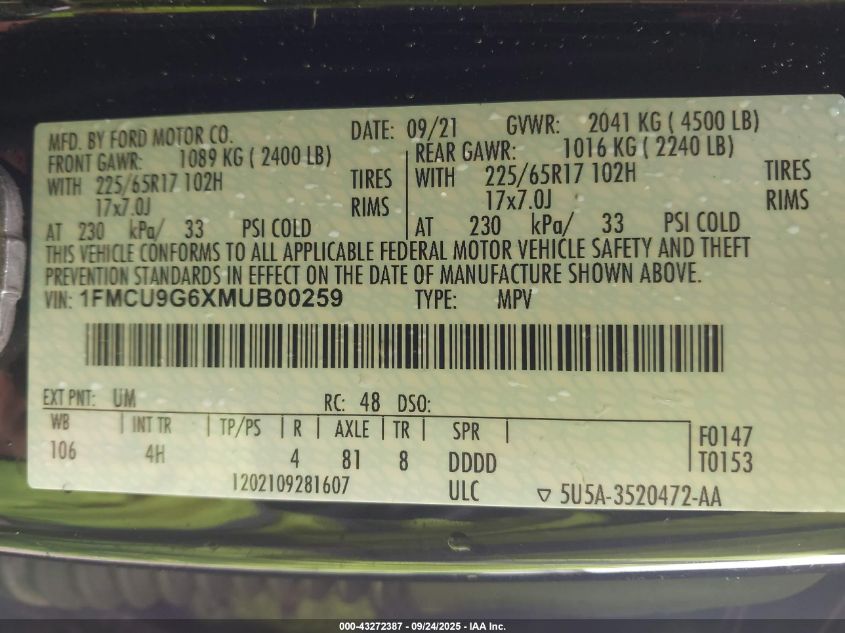 MFD. BY FORD MOTOR CO. DATE: 09/21 GVWR: 2041 KG ( 4500 LB)
FRONT GAWR: 1089 KG ( 2400 LB) REAR GAWR: 1016 KG ( 2240 LB)
WITH 225/65R17 102H TIRES WITH 225/65R17 102H TIRES
17x7.0J RIMS 17x7.0J RIMS
AT 230 kPa/ 33 PSI COLD AT 230 kPa/ 33 PSI COLD
THIS VEHICLE CONFORMS TO ALL APPLICABLE FEDERAL MOTOR VEHICLE SAFETY AND THEFT
PREVENTION STANDARDS IN EFFECT ON THE DATE OF MANUFACTURE SHOWN ABOVE.
VIN: 1FMCU9G6XMUB00259 TYPE: MPV
EXT PNT: UM RC: 48 DSO:
WB INT TR TP/PS R AXLE TR SPR F0147
106 4H 4 81 8 DDDD T0153
1202109281607 ULC ▽ 5U5A-3520472-AA
000-43272387 - 09/24/2025 - IAA Inc.